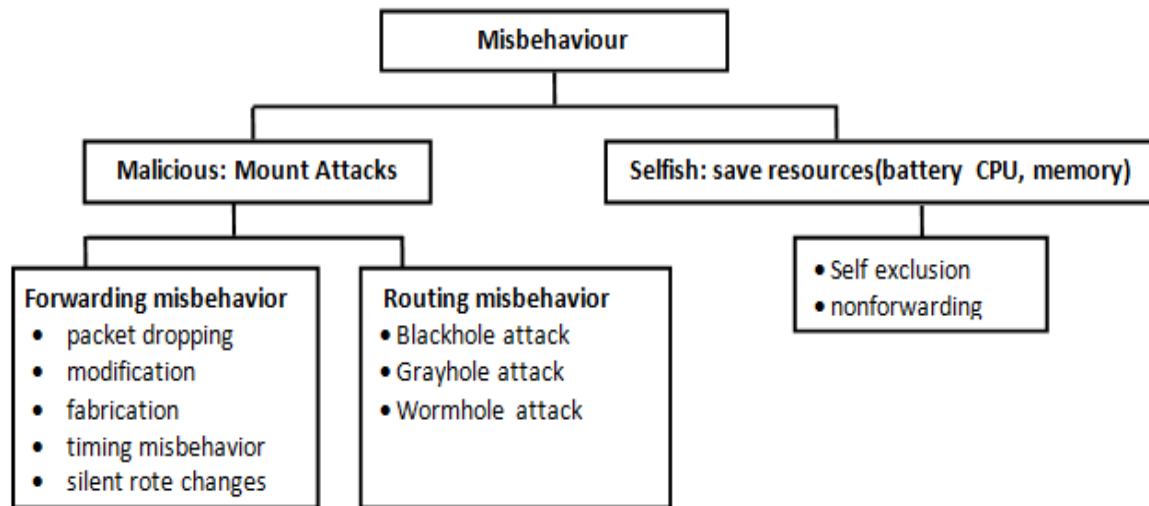 Misbehaviour
Malicious: Mount Attacks
Selfish: save resources(battery CPU, memory)
Forwarding misbehavior
• packet dropping
• modification
• fabrication
• timing misbehavior
• silent rote changes
Routing misbehavior
• Blackhole attack
• Grayhole attack
• Wormhole attack
• Self exclusion
• nonforwarding